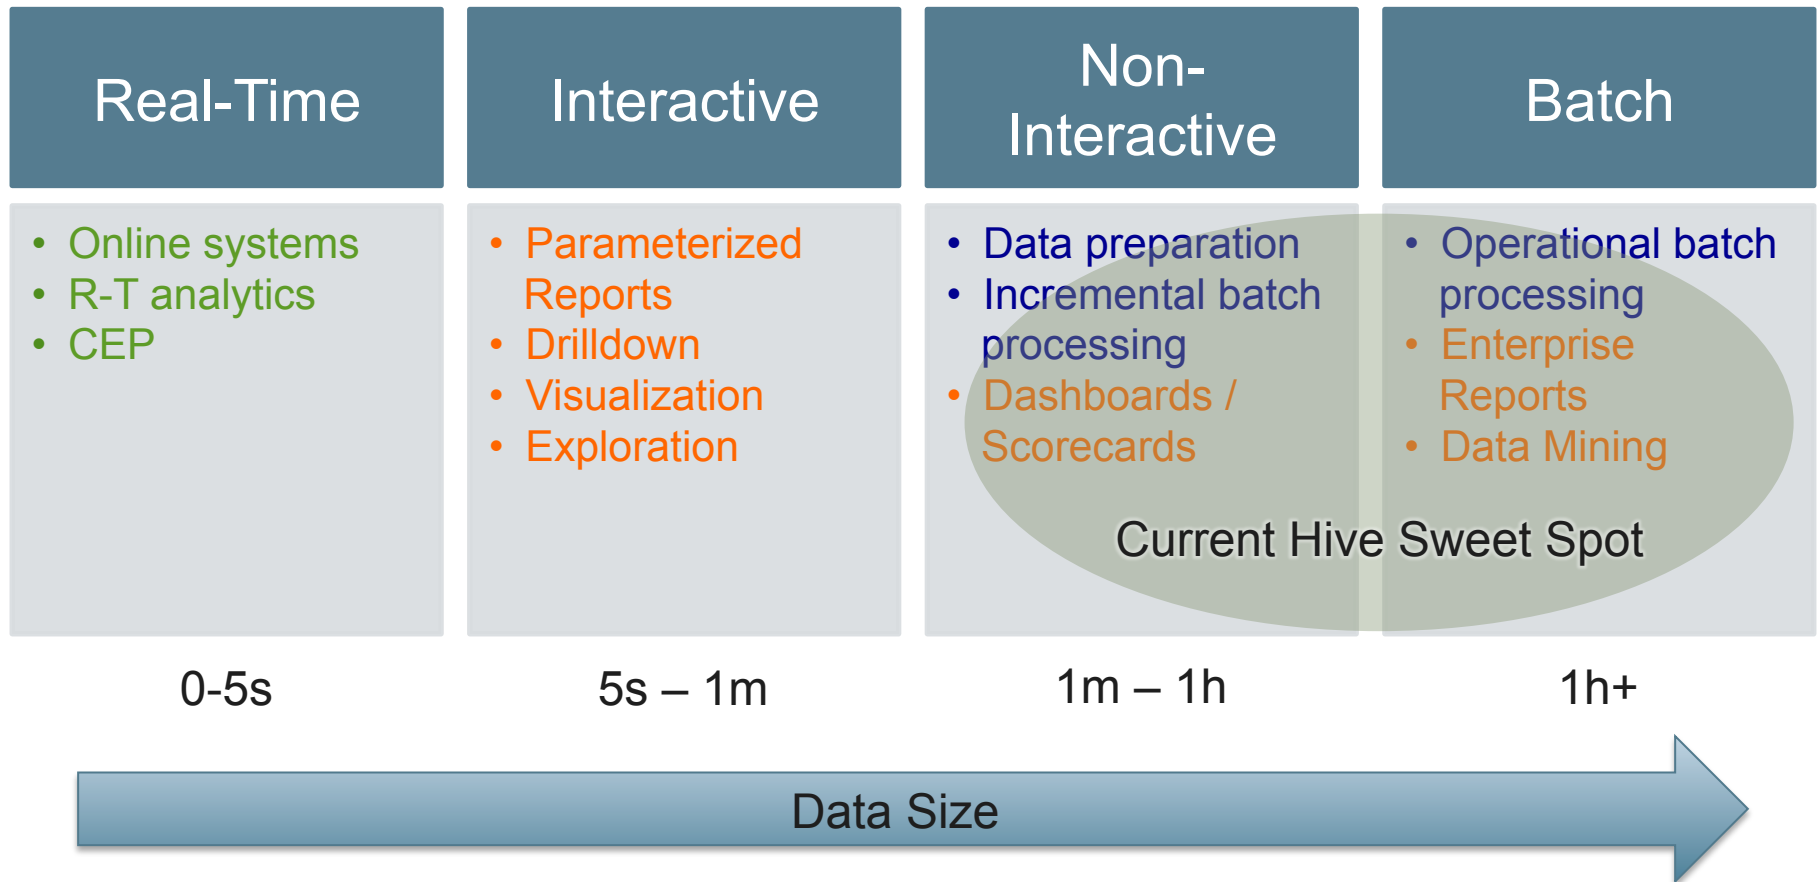 Real-Time
Interactive
Non-
Interactive
Batch
• Online systems
• R-T analytics
• CEP
• Parameterized
Reports
• Drilldown
• Visualization
• Exploration
• Data preparation
• Incremental batch
processing
• Dashboards /
Scorecards
• Operational batch
processing
• Enterprise
Reports
• Data Mining
Current Hive Sweet Spot
0-5s
5s – 1m
1m – 1h
1h+
Data Size